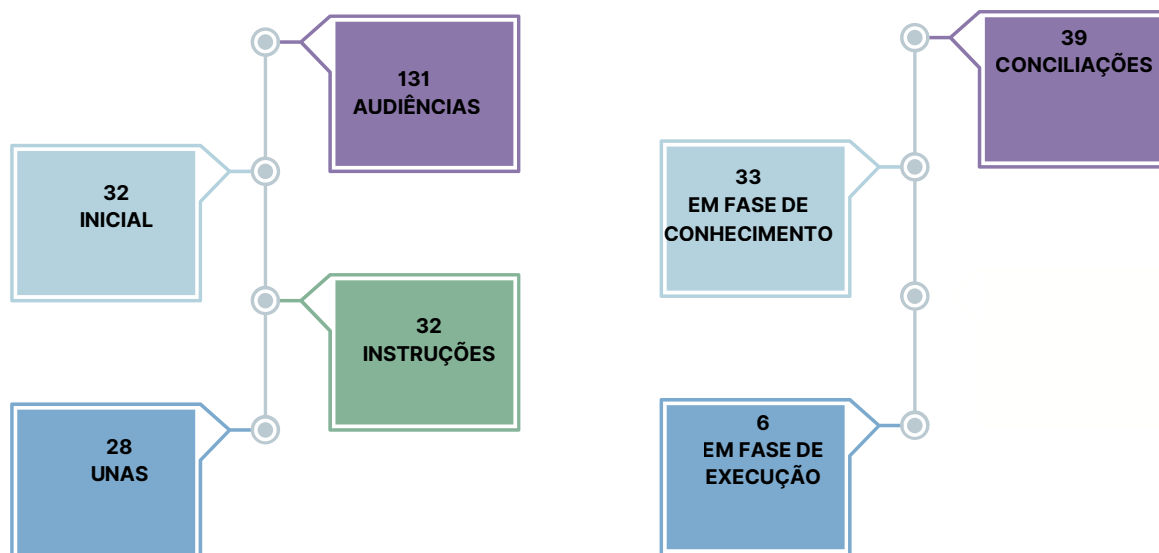 131
AUDIÊNCIAS
32
INICIAL
32
INSTRUÇÕES
28
UNAS
39
CONCILIAÇÕES
33
EM FASE DE
CONHECIMENTO
6
EM FASE DE
EXECUÇÃO